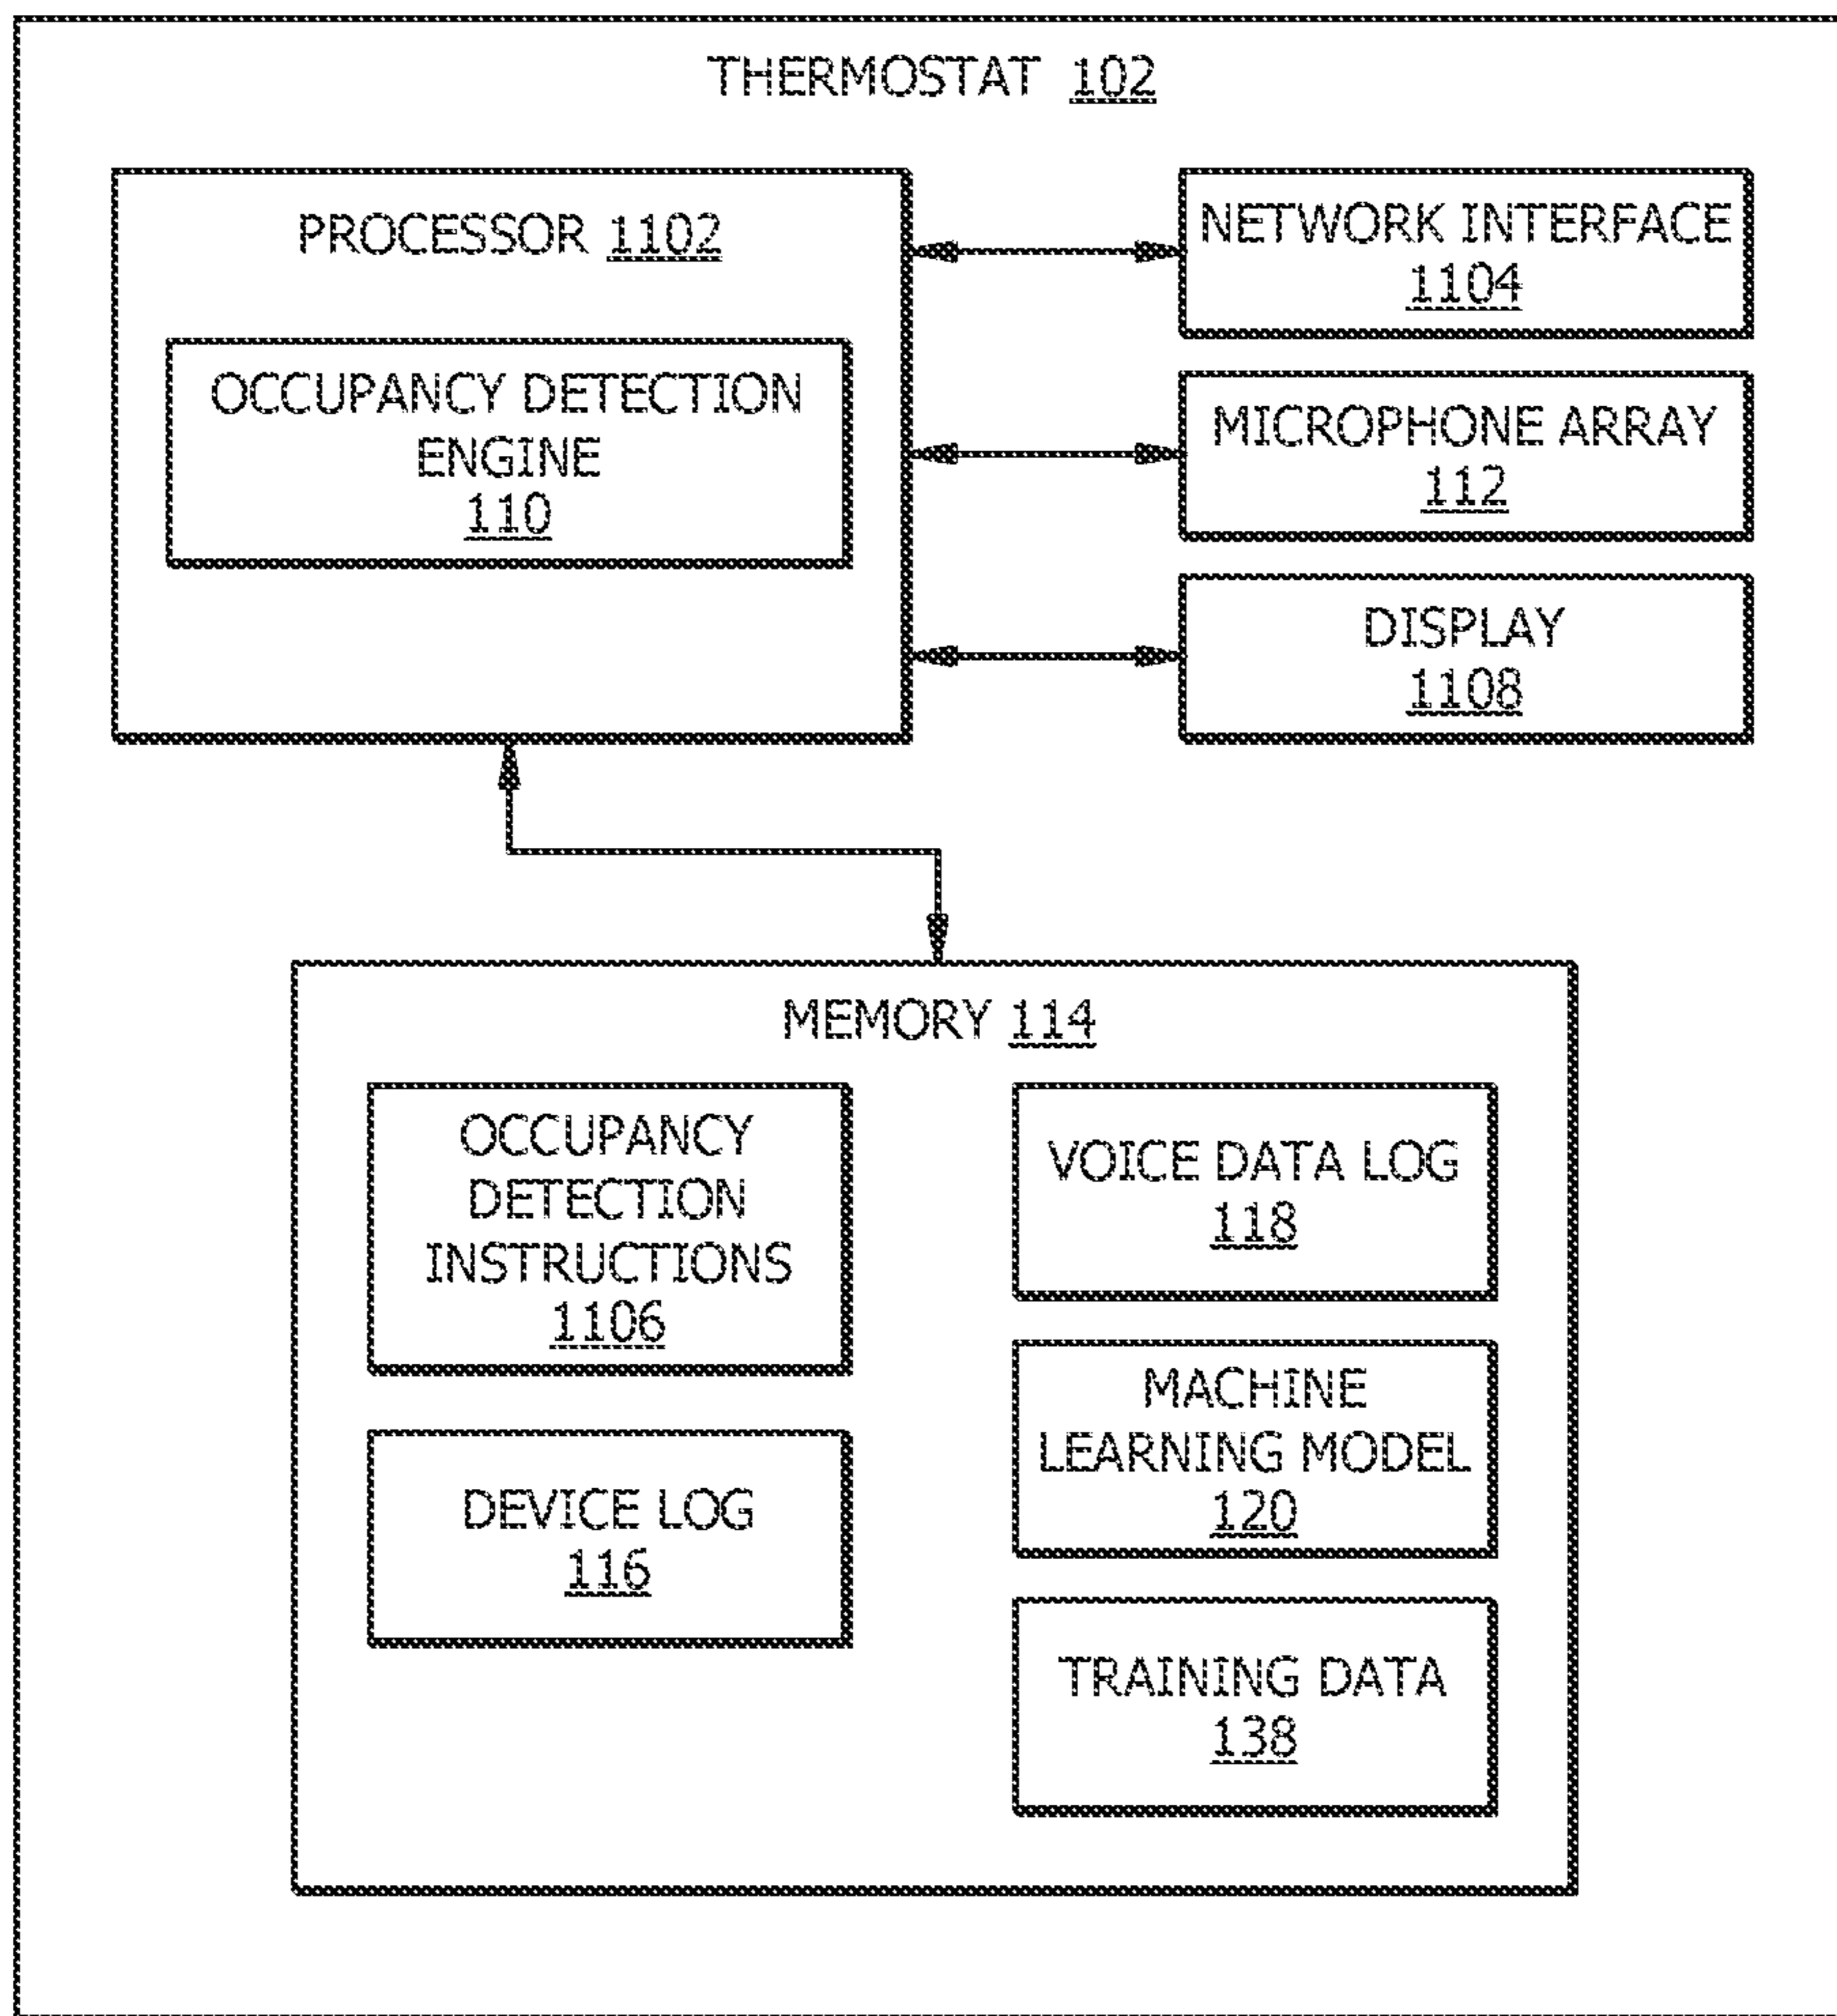 THERMOSTAT 102
PROCESSOR 1102
OCCUPANCY DETECTION
ENGINE
110
NETWORK INTERFACE
1104
MICROPHONE ARRAY
112
DISPLAY
1108
MEMORY 114
OCCUPANCY
DETECTION
INSTRUCTIONS
1106
DEVICE LOG
116
VOICE DATA LOG
118
MACHINE
LEARNING MODEL
120
TRAINING DATA
138